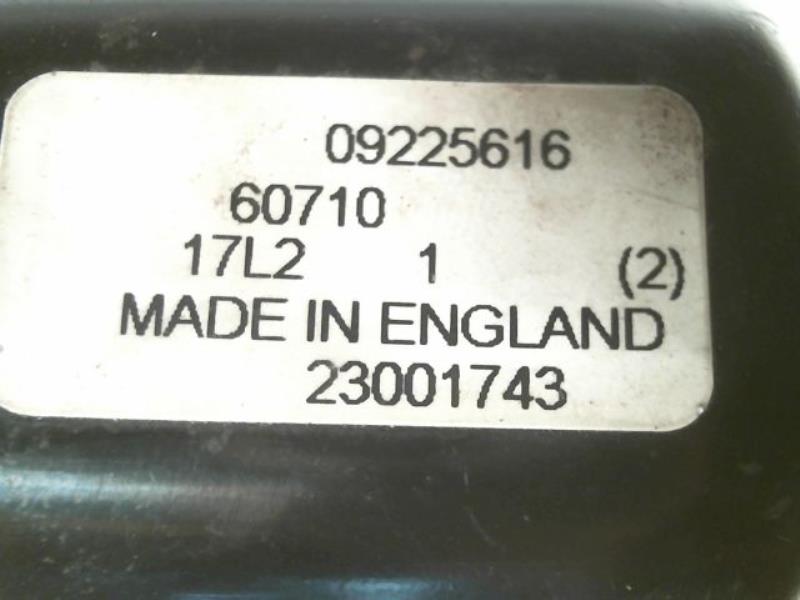 09225616
60710
17L2 1 (2)
MADE IN ENGLAND
23001743